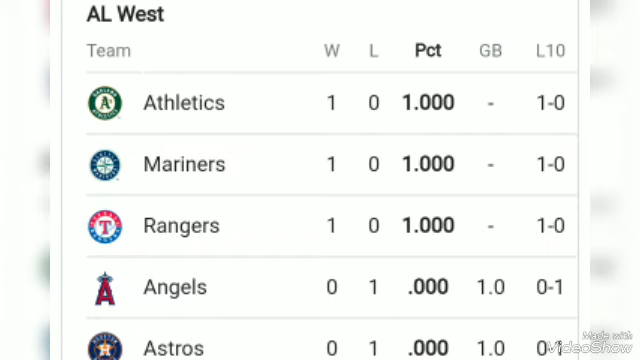 AL West
Team W L Pct GB L10
Athletics 1 0 1.000 - 1-0
Mariners 1 0 1.000 - 1-0
Rangers 1 0 1.000 - 1-0
Angels 0 1 .000 1.0 0-1
Astros 0 1 .000 1.0 0-1
Made with
VideoShow